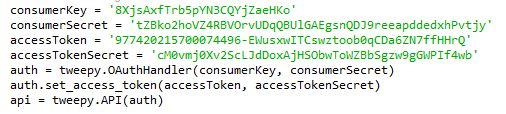 consumerKey = '8XjsAxfTrb5pYN3CQYjZaeHKo'
consumerSecret = 'tZBko2hoVZ4RBVOrvUDqQBUlGAEgsnQDJ9reeapddedxhPvtjy'
accessToken = '977420215700074496-EWusxwITCswztoob0qCDa6ZN7ffHHrQ'
accessTokenSecret = 'cM0vmj0Xv2ScLJdDoxAjHSObwToWZBbSgzw9gGWPIf4wb'
auth = tweepy.OAuthHandler(consumerKey, consumerSecret)
auth.set_access_token(accessToken, accessTokenSecret)
api = tweepy.API(auth)